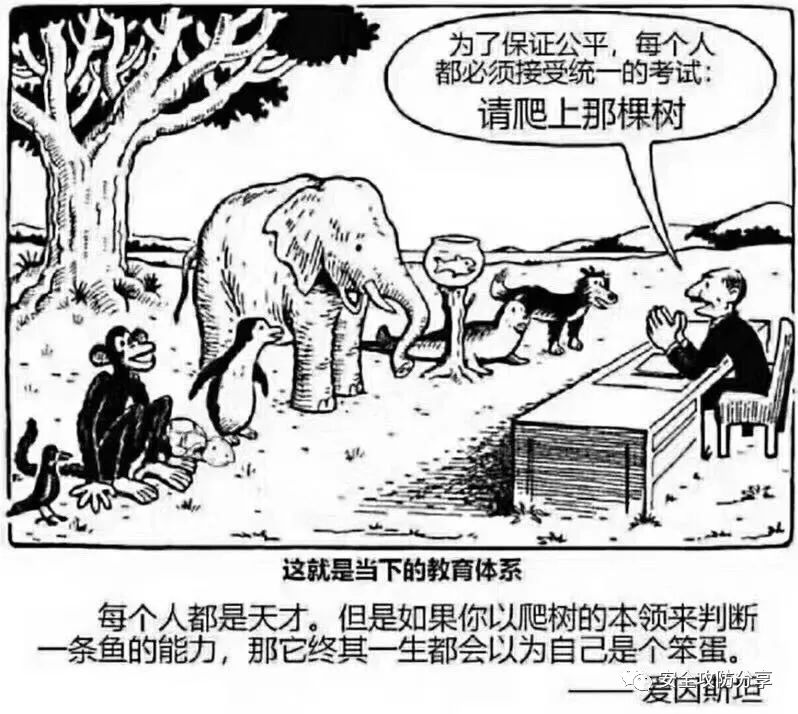 为了保证公平，每个人
都必须接受统一的考试：
请爬上那棵树
这就是当下的教育体系
每个人都是天才。但是如果你以爬树的本领来判断
一条鱼的能力，那它终其一生都会以为自己是个笨蛋。
—— 爱因斯坦
安全攻防分享